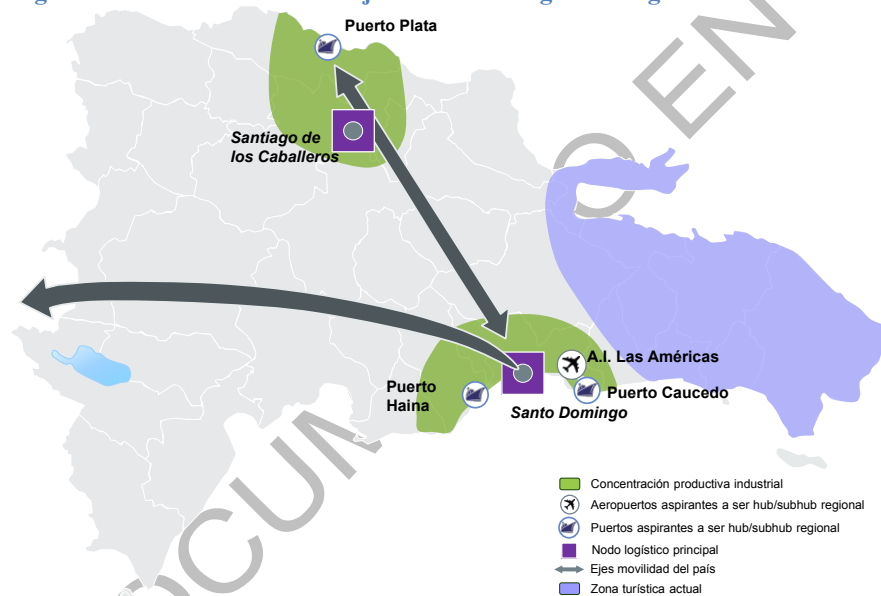 Puerto Plata
Santiago de
los Caballeros
A.I. Las Américas
Puerto
Haina
Puerto Caucedo
Santo Domingo
Concentración productiva industrial
Aeropuertos aspirantes a ser hub/subhub regional
Puertos aspirantes a ser hub/subhub regional
Nodo logístico principal
Ejes movilidad del país
Zona turística actual